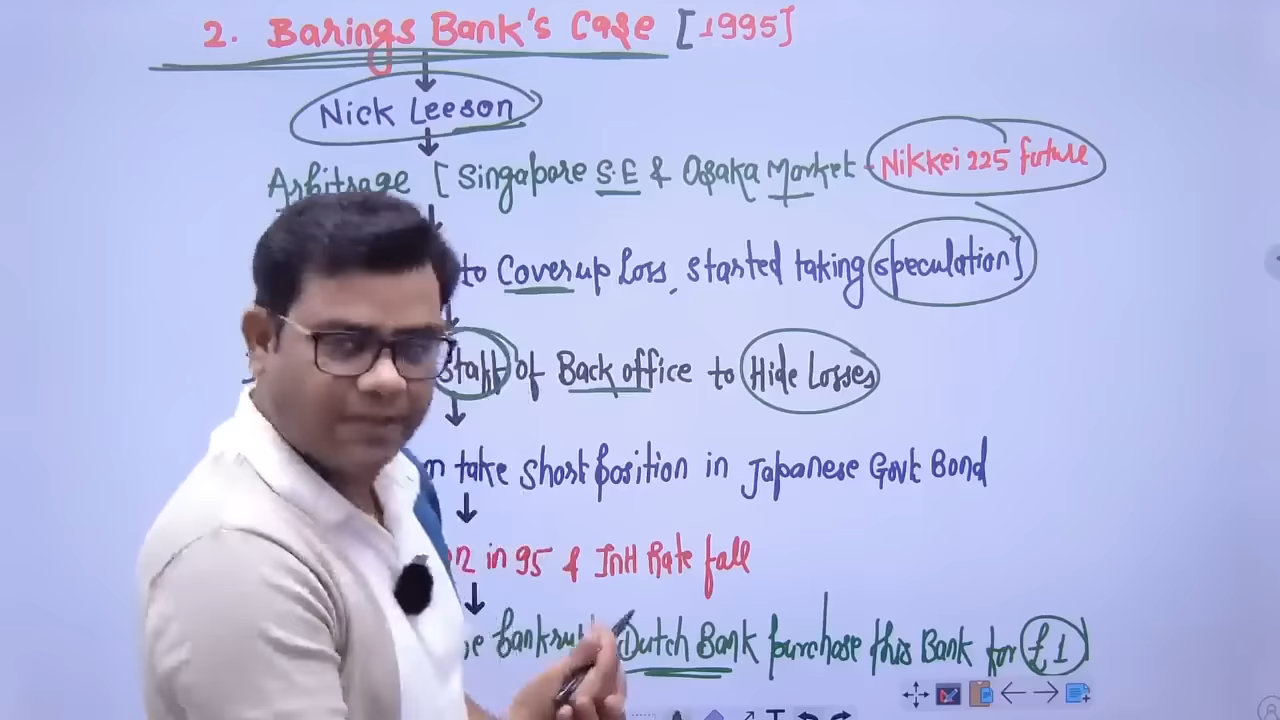 2. Barings Bank's Case [1995]
Nick Leeson
Arbitrage [Singapore S.E & Osaka Market - Nikkei 225 future
to Coverup Loss, started taking speculation]
Staff of Back office to Hide Losses
take short position in Japanese Govt Bond
in 95 & Int Rate fall
Dutch Bank purchase this Bank for £1